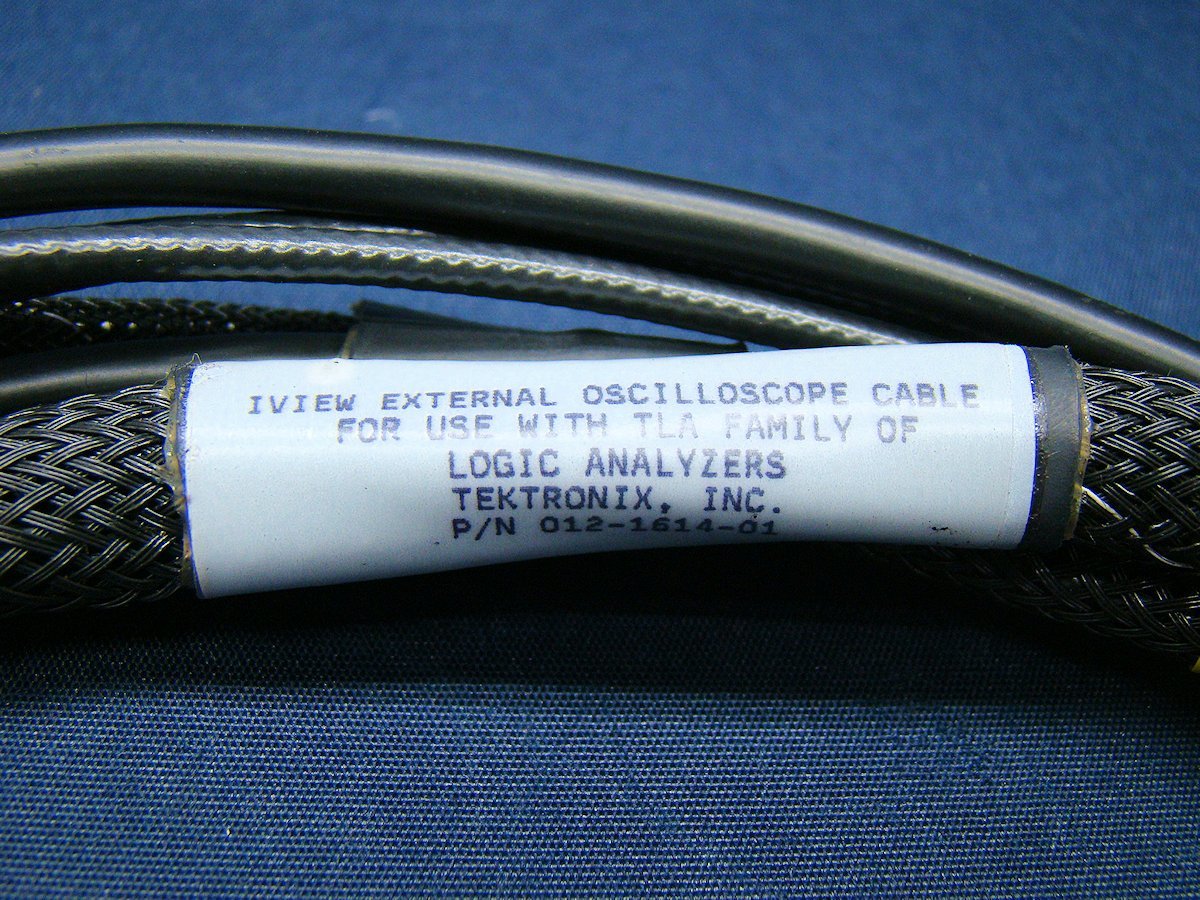 IVIEW EXTERNAL OSCILLOSCOPE CABLE
FOR USE WITH TLA FAMILY OF
LOGIC ANALYZERS
TEKTRONIX, INC.
P/N 012-1614-01